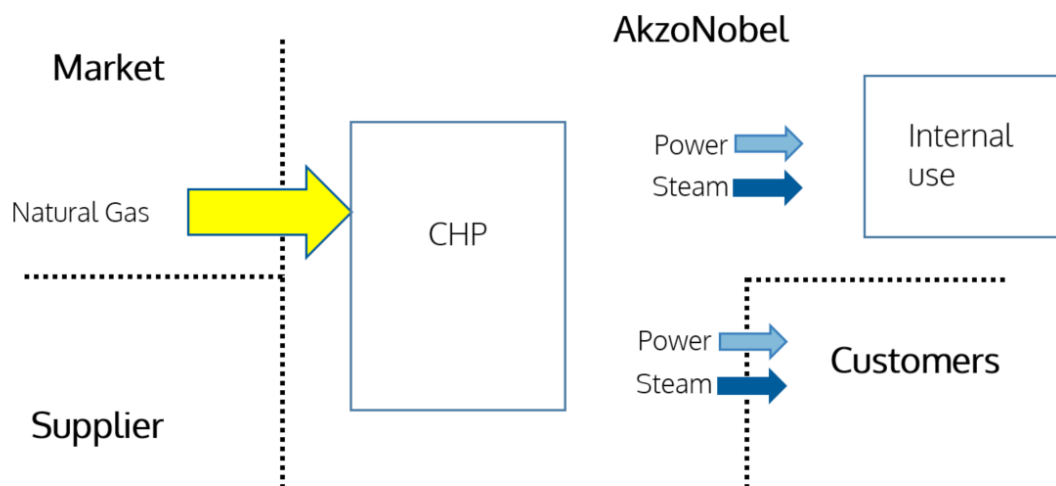 AkzoNobel
Market
Power
Internal
use
Steam
Natural Gas
CHP
Power
Steam
Customers
Supplier